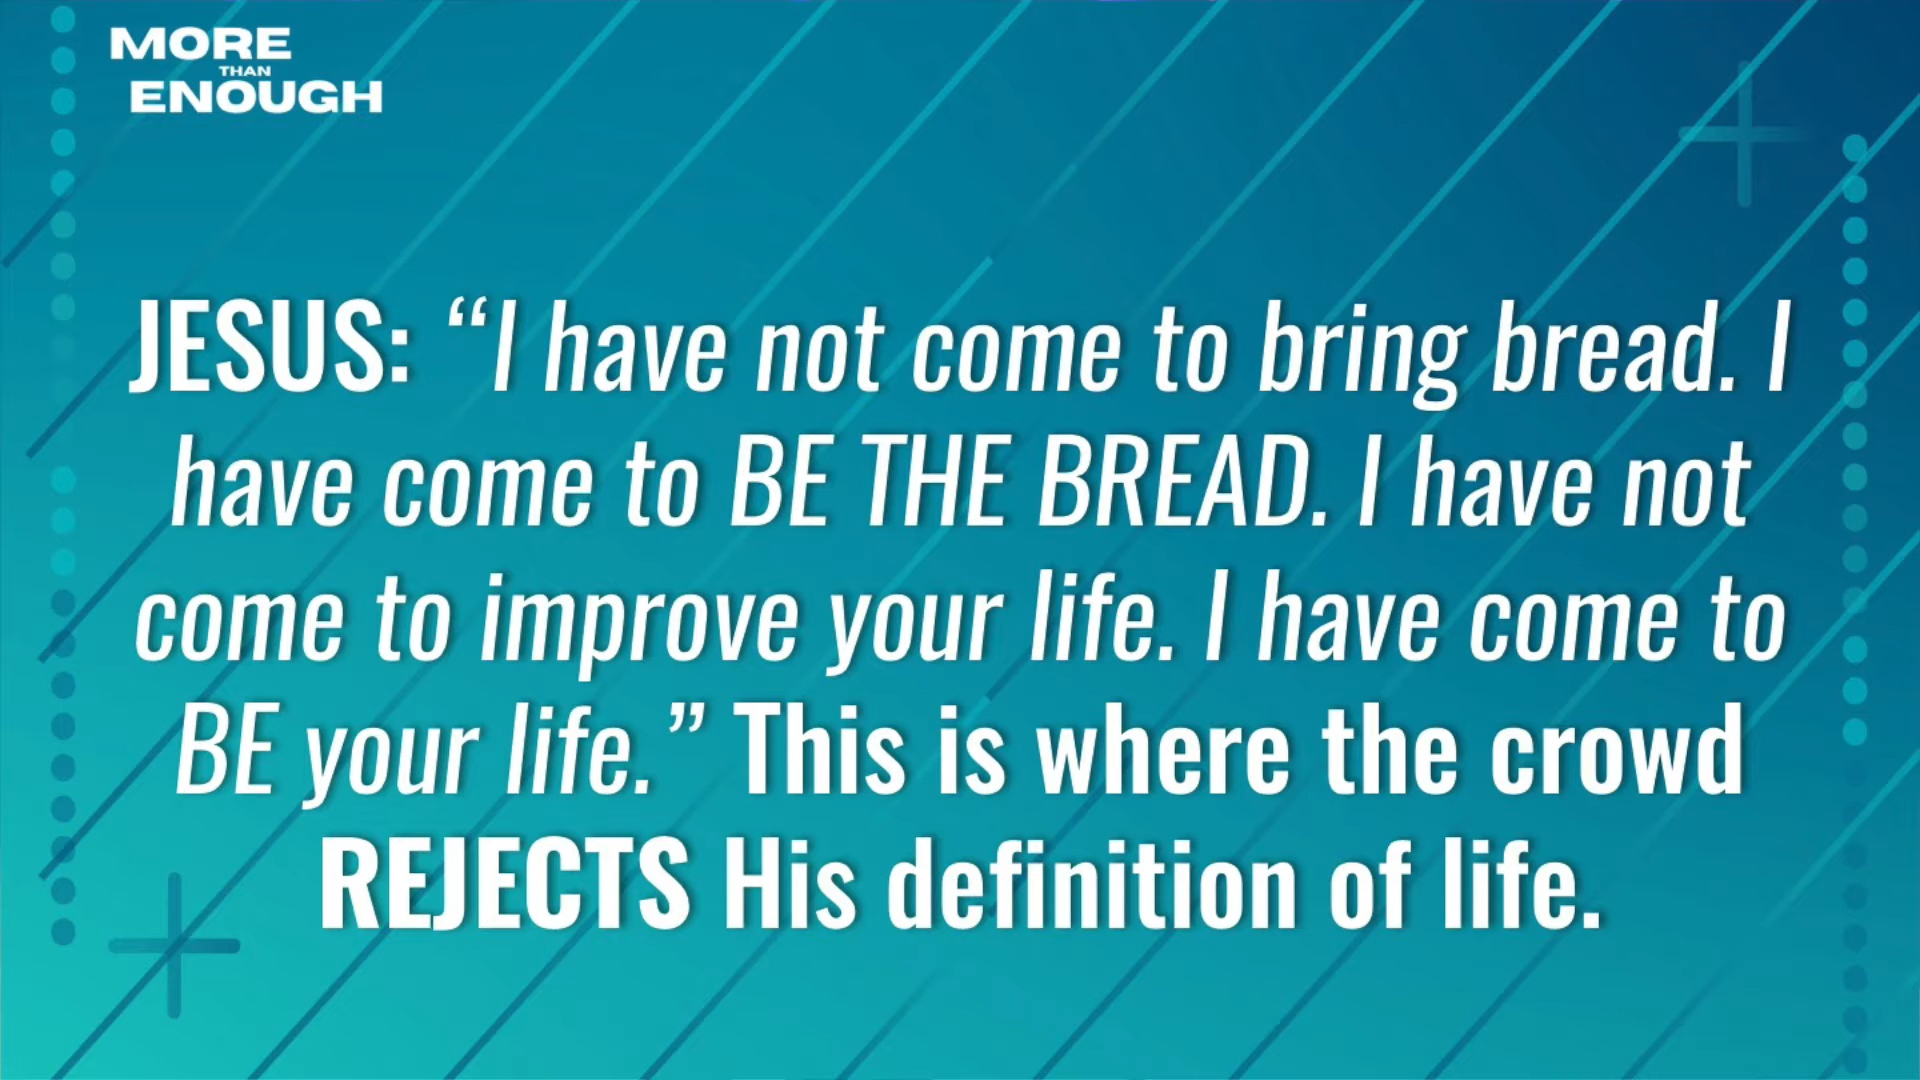 MORE
THAN
ENOUGH
JESUS: “I have not come to bring bread. I
have come to BE THE BREAD. I have not
come to improve your life. I have come to
BE your life.” This is where the crowd
REJECTS His definition of life.